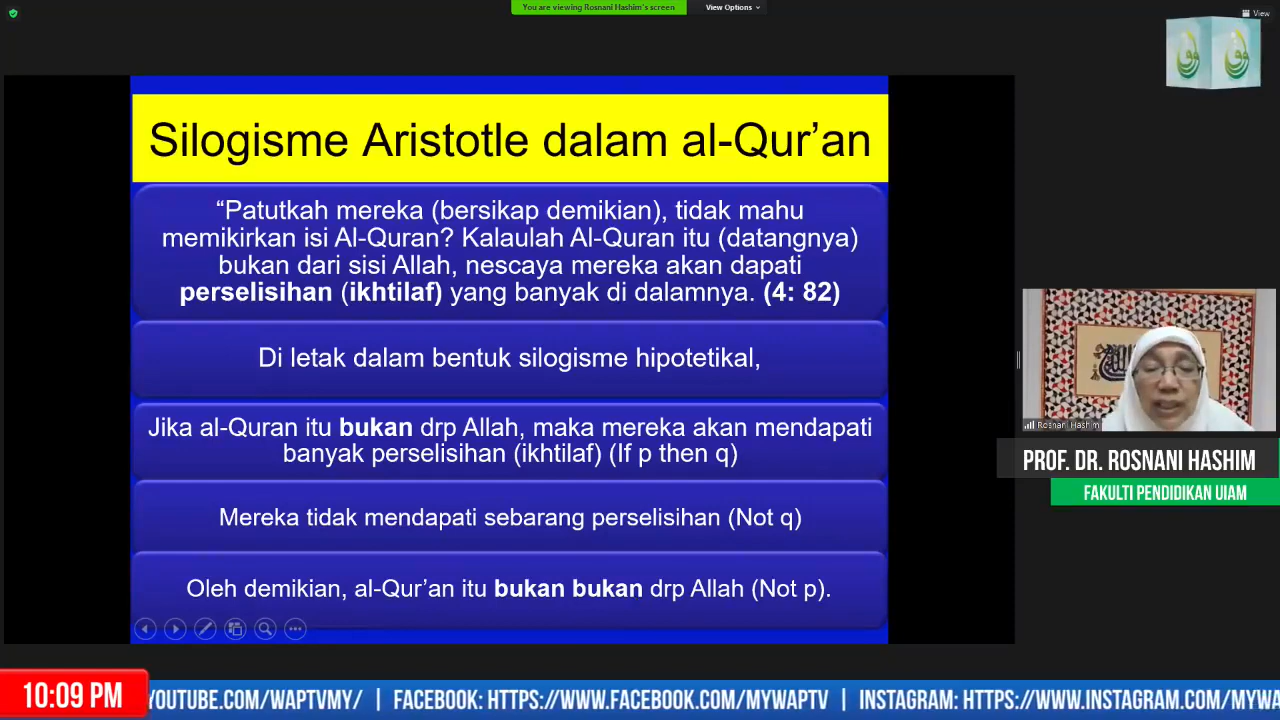 You are viewing Rosnani Hashim's screen
View Options
View
Silogisme Aristotle dalam al-Qur’an
“Patutkah mereka (bersikap demikian), tidak mahu
memikirkan isi Al-Quran? Kalaulah Al-Quran itu (datangnya)
bukan dari sisi Allah, nescaya mereka akan dapati
perselisihan (ikhtilaf) yang banyak di dalamnya. (4: 82)
Di letak dalam bentuk silogisme hipotetikal,
Jika al-Quran itu bukan drp Allah, maka mereka akan mendapati
banyak perselisihan (ikhtilaf) (If p then q)
Mereka tidak mendapati sebarang perselisihan (Not q)
Oleh demikian, al-Qur’an itu bukan bukan drp Allah (Not p).
Rosnani Hashim
PROF. DR. ROSNANI HASHIM
FAKULTI PENDIDIKAN UIAM
10:09 PM
YOUTUBE.COM/WAPTVMY/ | FACEBOOK: HTTPS://WWW.FACEBOOK.COM/MYWAPTV | INSTAGRAM: HTTPS://WWW.INSTAGRAM.COM/MYWA